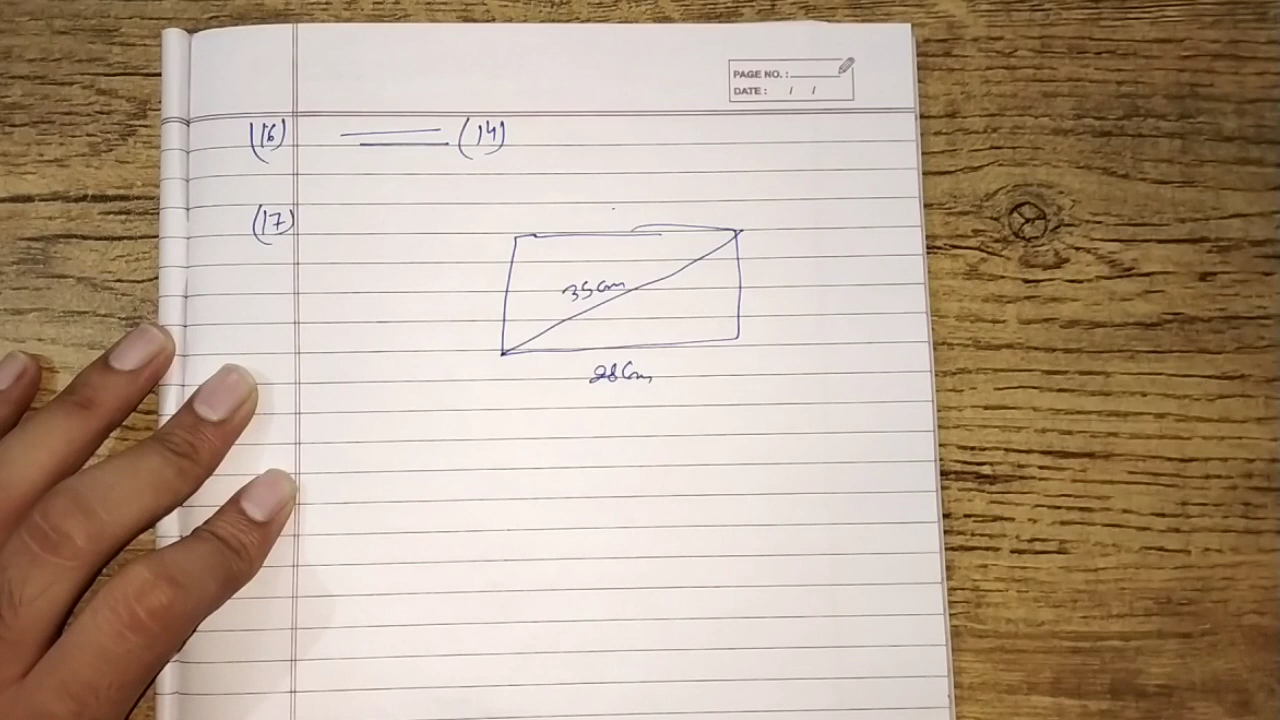 PAGE NO. :
DATE : / /
(16) (14)
(17)
35cm
28cm